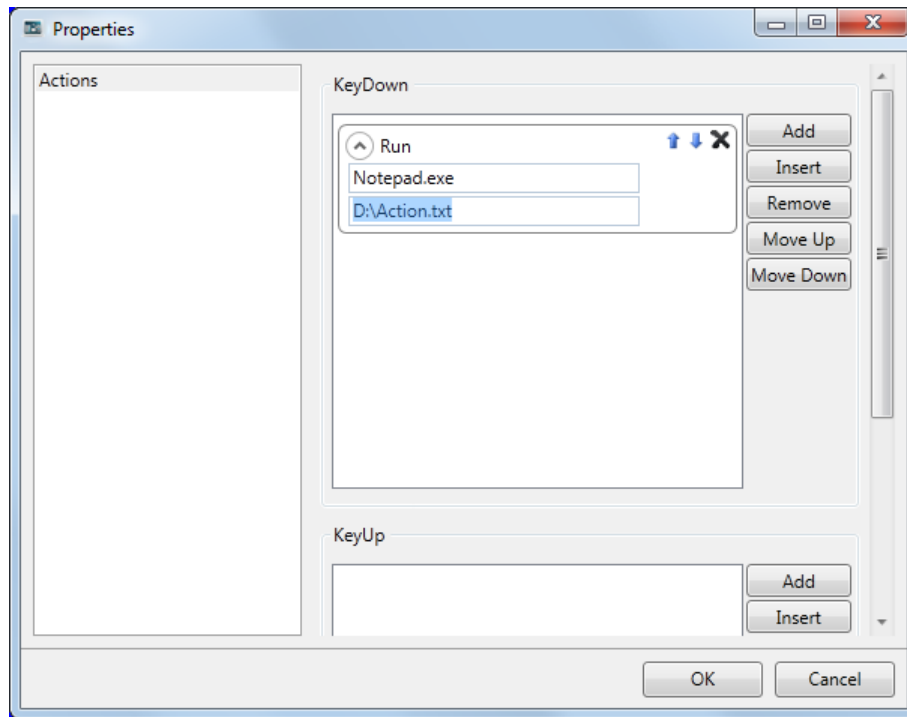 Properties
Actions
KeyDown
Run
Notepad.exe
D:\Action.txt
Add
Insert
Remove
Move Up
Move Down
KeyUp
Add
Insert
OK
Cancel